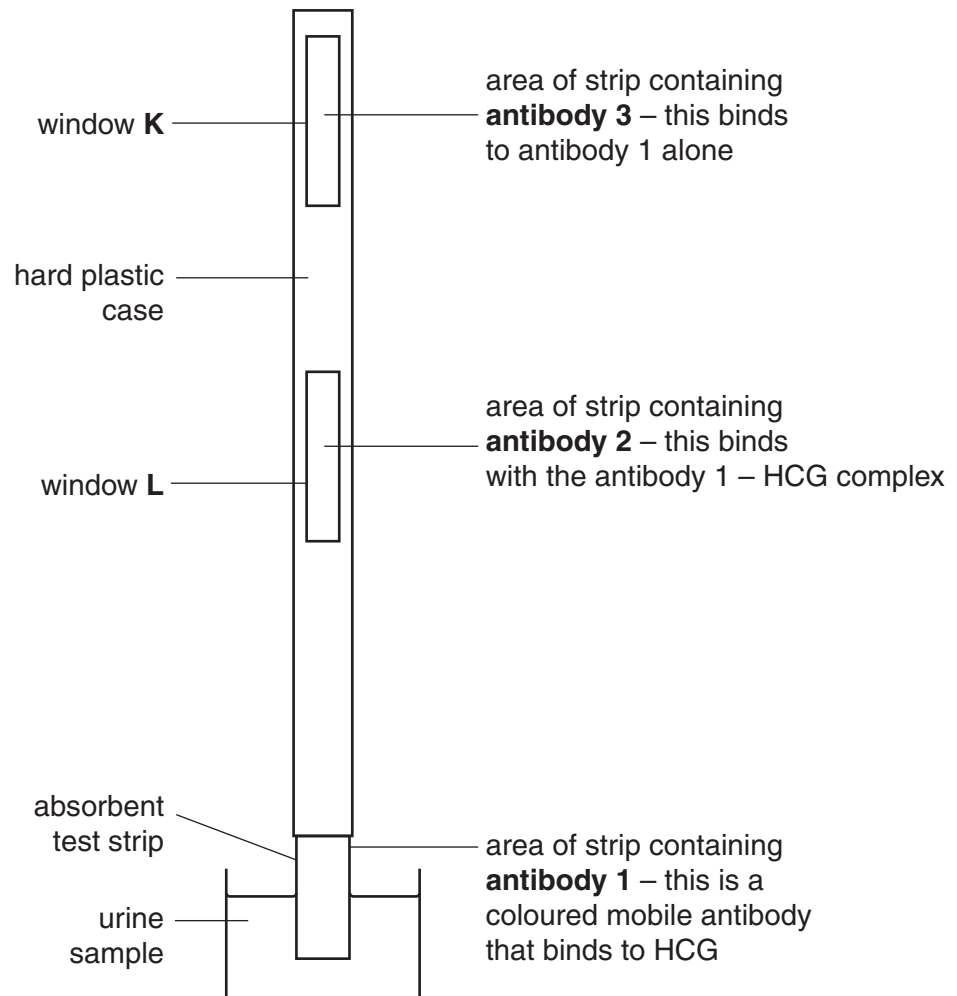 window K
area of strip containing
antibody 3 – this binds
to antibody 1 alone
hard plastic
case
window L
area of strip containing
antibody 2 – this binds
with the antibody 1 – HCG complex
absorbent
test strip
urine
sample
area of strip containing
antibody 1 – this is a
coloured mobile antibody
that binds to HCG